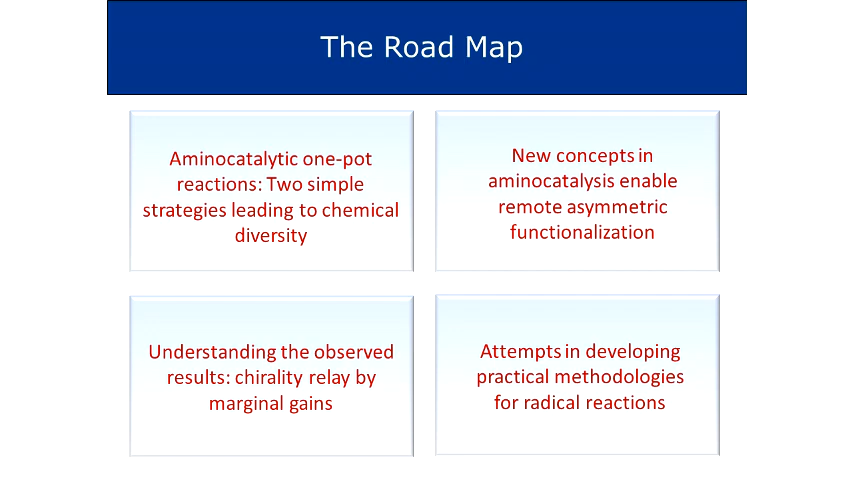 The Road Map
Aminocatalytic one-pot
reactions: Two simple
strategies leading to chemical
diversity
New concepts in
aminocatalysis enable
remote asymmetric
functionalization
Understanding the observed
results: chirality relay by
marginal gains
Attempts in developing
practical methodologies
for radical reactions